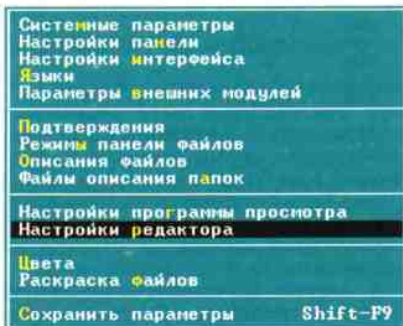 Системные параметры
Настройки панели
Настройки интерфейса
Языки
Параметры внешних модулей
Подтверждения
Режимы панели файлов
Описания файлов
Файлы описания папок
Настройки программы просмотра
Настройки редактора
Цвета
Раскраска файлов
Сохранить параметры Shift-F9